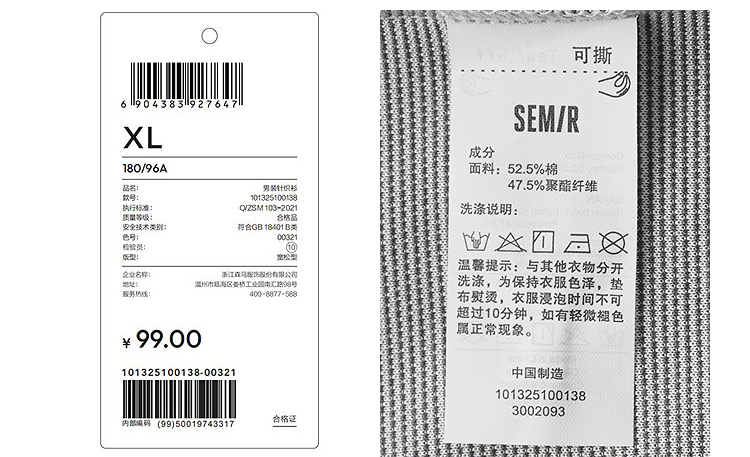 6 904383 927647
XL
180/96A
品名: 男装针织衫
款号: 101325100138
执行标准: Q/ZSM 103-2021
质量等级: 合格品
安全技术类别: 符合GB 18401 B类
色号: 00321
检验员: 10
版型: 宽松型
企业名称: 浙江森马服饰股份有限公司
地址: 温州市瓯海区娄桥工业园南汇路98号
服务热线: 400-8877-588
¥ 99.00
101325100138-00321
内部编码 (99)50019743317
合格证
Tear off 可撕
SEM/R
成分
面料：52.5%棉
47.5%聚酯纤维
洗涤说明：
温馨提示：与其他衣物分开
洗涤，为保持衣服色泽，垫
布熨烫，衣服浸泡时间不可
超过10分钟，如有轻微褪色
属正常现象。
中国制造
101325100138
3002093